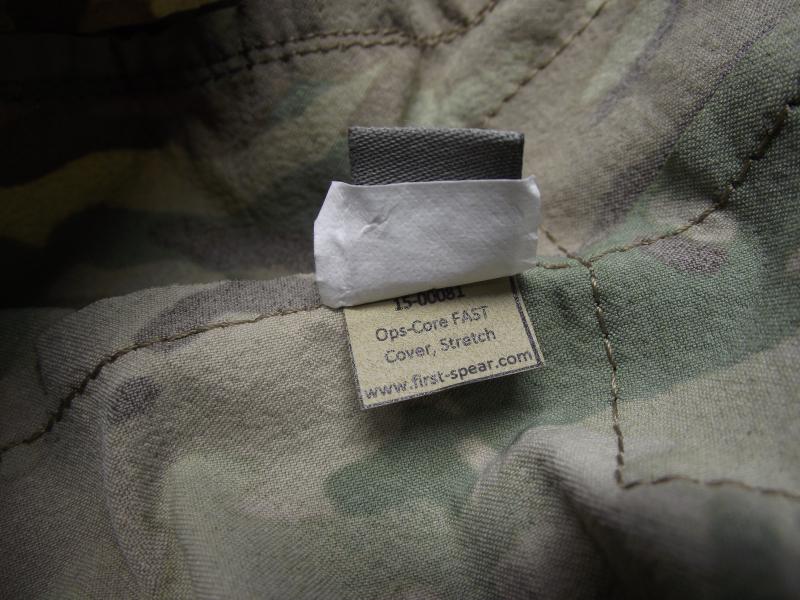 15-00081
Ops-Core FAST
Cover, Stretch
www.first-spear.com